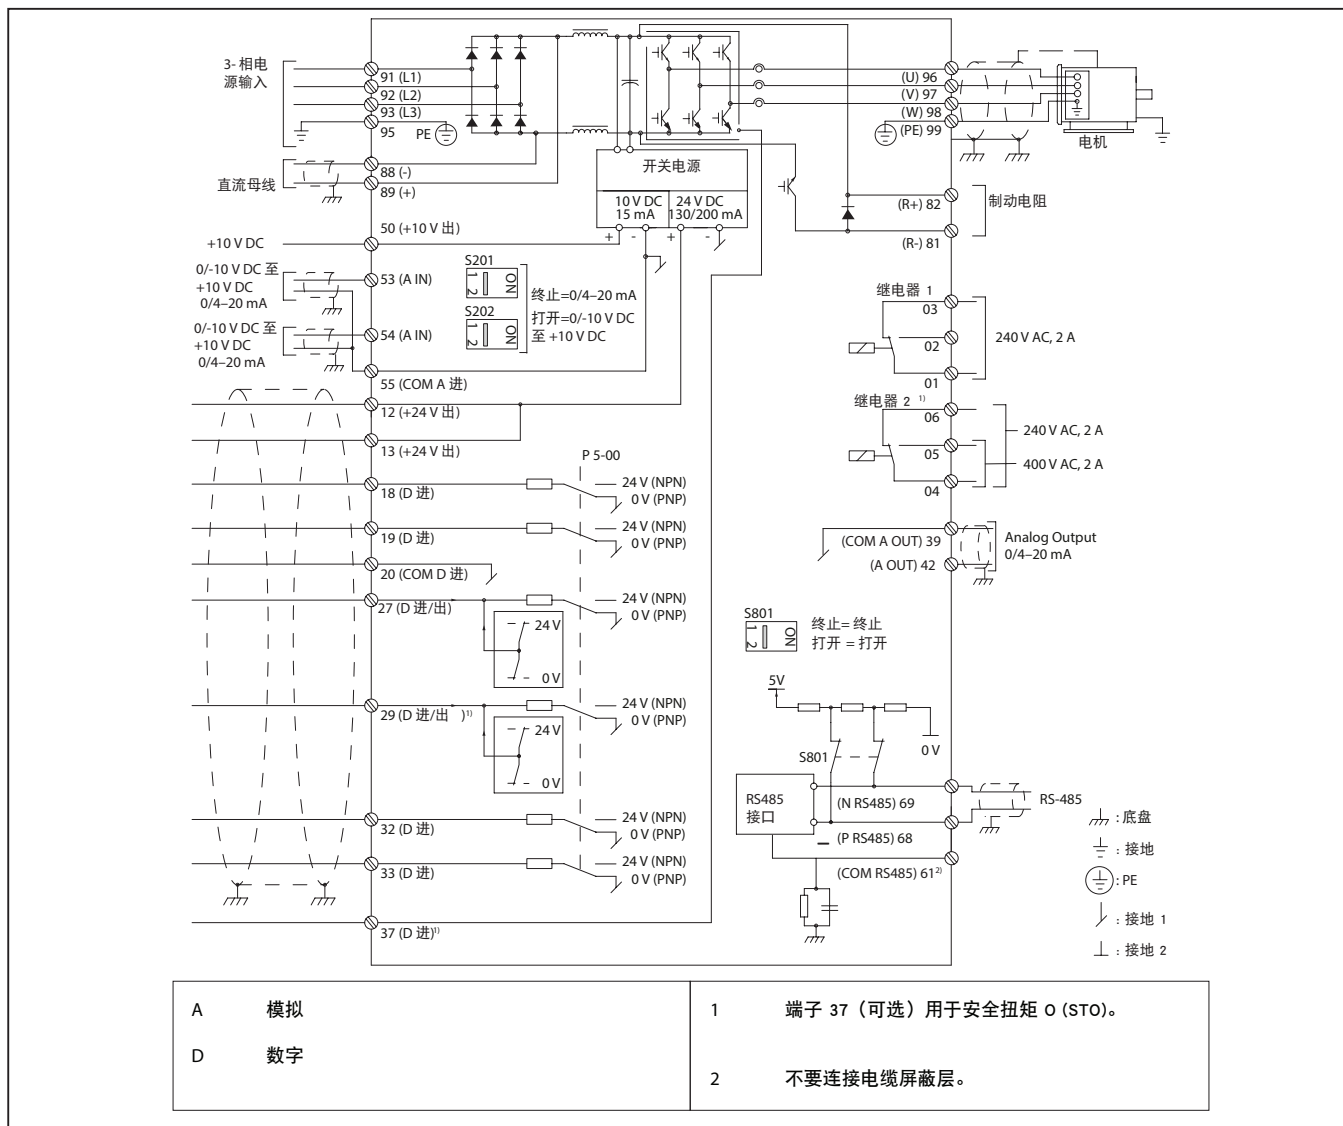 3-相电
源输入
91 (L1)
92 (L2)
93 (L3)
95
PE
直流母线
88 (-)
89 (+)
开关电源
10 V DC
15 mA
24 V DC
130/200 mA
+
-
+
-
(U) 96
(V) 97
(W) 98
(PE) 99
电机
(R+) 82
制动电阻
(R-) 81
50 (+10 V 出)
+10 V DC
0/-10 V DC 至
+10 V DC
0/4–20 mA
53 (A IN)
0/-10 V DC 至
+10 V DC
0/4–20 mA
54 (A IN)
S201
1
2
ON
S202
1
2
ON
终止=0/4–20 mA
打开=0/-10 V DC
至 +10 V DC
55 (COM A 进)
12 (+24 V 出)
13 (+24 V 出)
继电器 1
03
02
01
240 V AC, 2 A
继电器 2 1)
06
05
04
240 V AC, 2 A
400 V AC, 2 A
P 5-00
18 (D 进)
24 V (NPN)
0 V (PNP)
19 (D 进)
24 V (NPN)
0 V (PNP)
20 (COM D 进)
27 (D 进/出)
24 V (NPN)
0 V (PNP)
24 V
0 V
29 (D 进/出 )1)
24 V (NPN)
0 V (PNP)
24 V
0 V
32 (D 进)
24 V (NPN)
0 V (PNP)
33 (D 进)
24 V (NPN)
0 V (PNP)
37 (D 进)1)
(COM A OUT) 39
(A OUT) 42
Analog Output
0/4–20 mA
S801
1
2
ON
终止= 终止
打开 = 打开
5V
S801
0 V
RS485
接口
(N RS485) 69
(P RS485) 68
(COM RS485) 612)
RS-485
: 底盘
: 接地
: PE
: 接地 1
: 接地 2
A 模拟
D 数字
1 端子 37（可选）用于安全扭矩 O (STO)。
2 不要连接电缆屏蔽层。